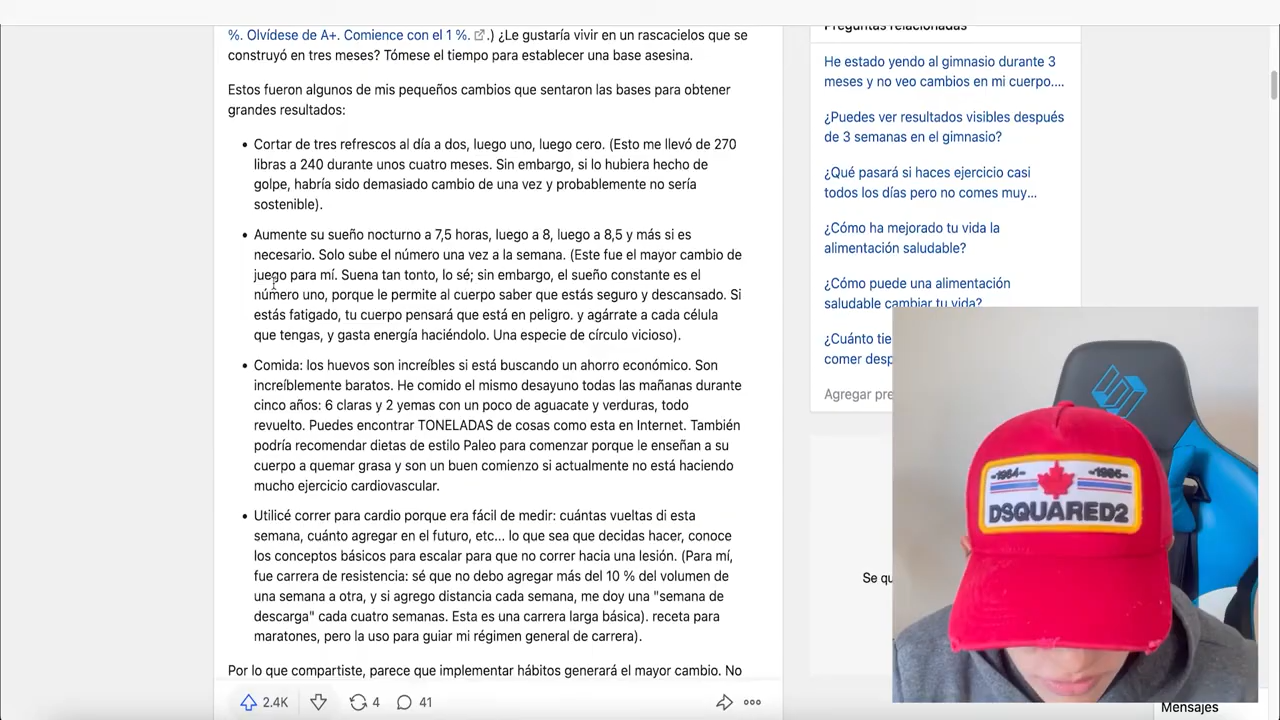 %. Olvídese de A+. Comience con el 1 %. .) ¿Le gustaría vivir en un rascacielos que se
construyó en tres meses? Tómese el tiempo para establecer una base asesina.
Estos fueron algunos de mis pequeños cambios que sentaron las bases para obtener
grandes resultados:
• Cortar de tres refrescos al día a dos, luego uno, luego cero. (Esto me llevó de 270
libras a 240 durante unos cuatro meses. Sin embargo, si lo hubiera hecho de
golpe, habría sido demasiado cambio de una vez y probablemente no sería
sostenible).
• Aumente su sueño nocturno a 7,5 horas, luego a 8, luego a 8,5 y más si es
necesario. Solo sube el número una vez a la semana. (Este fue el mayor cambio de
juego para mí. Suena tan tonto, lo sé; sin embargo, el sueño constante es el
número uno, porque le permite al cuerpo saber que estás seguro y descansado. Si
estás fatigado, tu cuerpo pensará que está en peligro. y agárrate a cada célula
que tengas, y gasta energía haciéndolo. Una especie de círculo vicioso).
• Comida: los huevos son increíbles si está buscando un ahorro económico. Son
increíblemente baratos. He comido el mismo desayuno todas las mañanas durante
cinco años: 6 claras y 2 yemas con un poco de aguacate y verduras, todo
revuelto. Puedes encontrar TONELADAS de cosas como esta en Internet. También
podría recomendar dietas de estilo Paleo para comenzar porque le enseñan a su
cuerpo a quemar grasa y son un buen comienzo si actualmente no está haciendo
mucho ejercicio cardiovascular.
• Utilicé correr para cardio porque era fácil de medir: cuántas vueltas di esta
semana, cuánto agregar en el futuro, etc... lo que sea que decidas hacer, conoce
los conceptos básicos para escalar para que no correr hacia una lesión. (Para mí,
fue carrera de resistencia: sé que no debo agregar más del 10 % del volumen de
una semana a otra, y si agrego distancia cada semana, me doy una "semana de
descarga" cada cuatro semanas. Esta es una carrera larga básica). receta para
maratones, pero la uso para guiar mi régimen general de carrera).
Por lo que compartiste, parece que implementar hábitos generará el mayor cambio. No
2.4K 4 41
Preguntas relacionadas
He estado yendo al gimnasio durante 3
meses y no veo cambios en mi cuerpo....
¿Puedes ver resultados visibles después
de 3 semanas en el gimnasio?
¿Qué pasará si haces ejercicio casi
todos los días pero no comes muy...
¿Cómo ha mejorado tu vida la
alimentación saludable?
¿Cómo puede una alimentación
saludable cambiar tu vida?
¿Cuánto
comer
Agregar
Se
-1964- -1995-
DSQUARED2
Mensajes